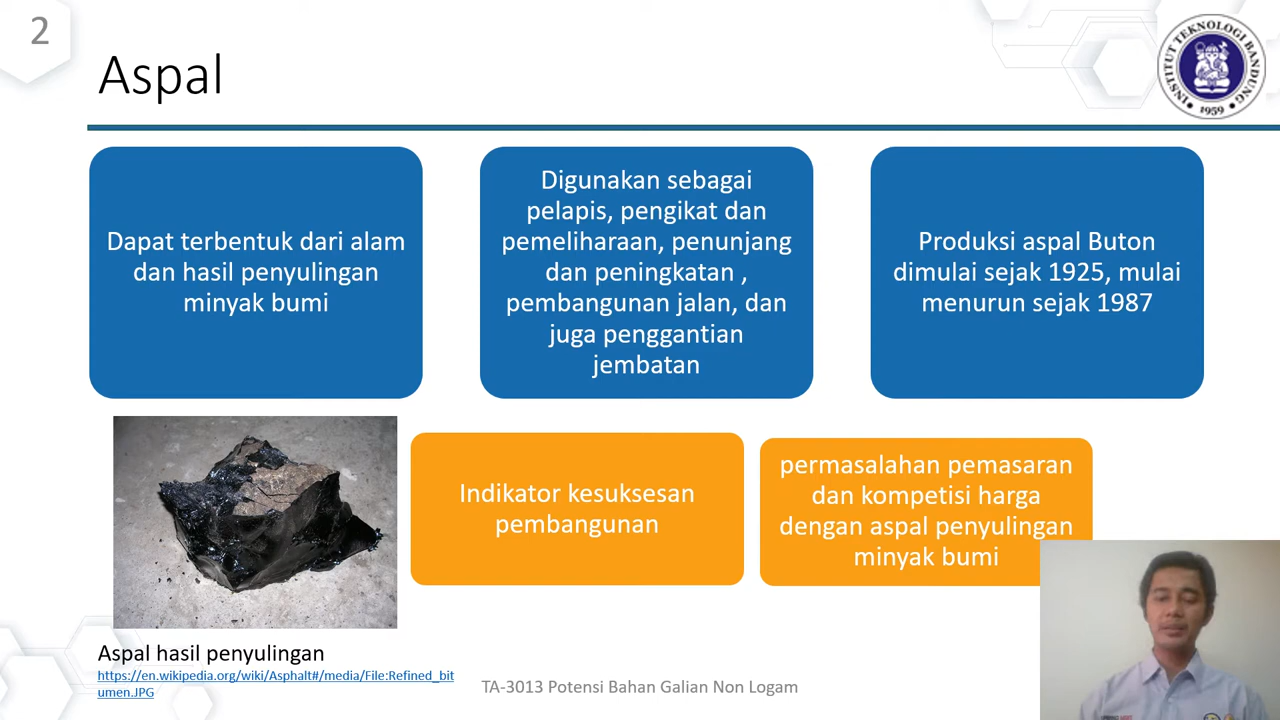 2
Aspal
INSTITUT TEKNOLOGI BANDUNG
1959
Dapat terbentuk dari alam
dan hasil penyulingan
minyak bumi
Digunakan sebagai
pelapis, pengikat dan
pemeliharaan, penunjang
dan peningkatan ,
pembangunan jalan, dan
juga penggantian
jembatan
Produksi aspal Buton
dimulai sejak 1925, mulai
menurun sejak 1987
Indikator kesuksesan
pembangunan
permasalahan pemasaran
dan kompetisi harga
dengan aspal penyulingan
minyak bumi
Aspal hasil penyulingan
https://en.wikipedia.org/wiki/Asphalt#/media/File:Refined_bit
umen.JPG
TA-3013 Potensi Bahan Galian Non Logam